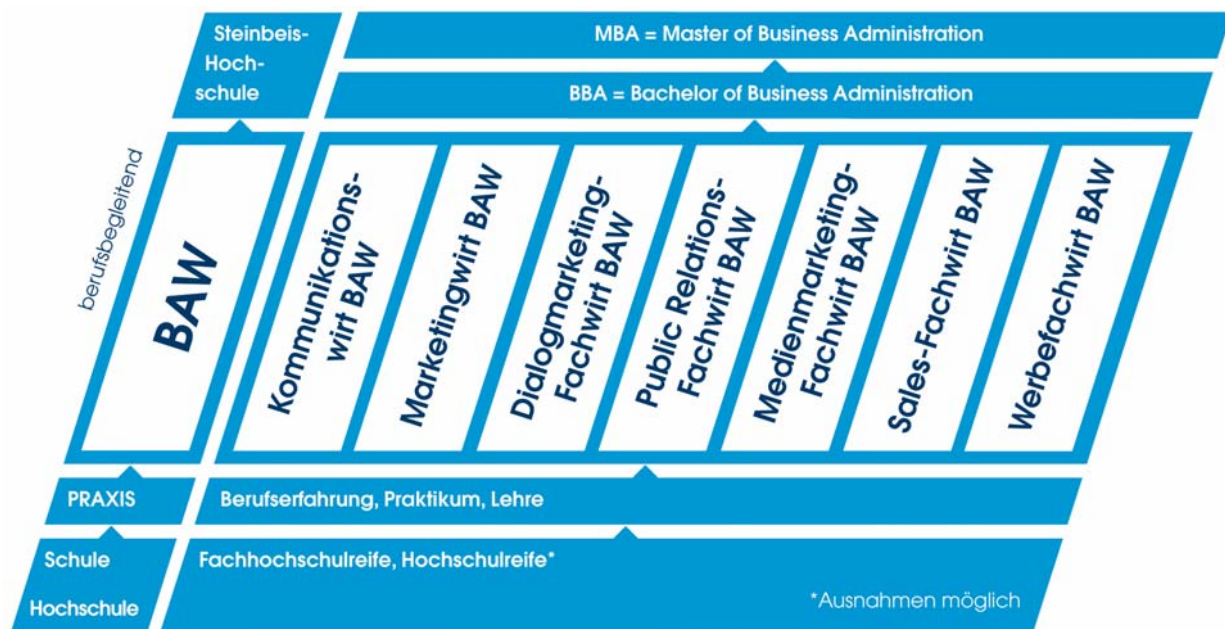 Steinbeis-
Hoch-
schule
MBA = Master of Business Administration
BBA = Bachelor of Business Administration
berufsbegleitend
BAW
Kommunikations-
wirt BAW
Marketingwirt BAW
Dialogmarketing-
Fachwirt BAW
Public Relations-
Fachwirt BAW
Medienmarketing-
Fachwirt BAW
Sales-Fachwirt BAW
Werbefachwirt BAW
PRAXIS
Berufserfahrung, Praktikum, Lehre
Schule
Hochschule
Fachhochschulreife, Hochschulreife*
*Ausnahmen möglich